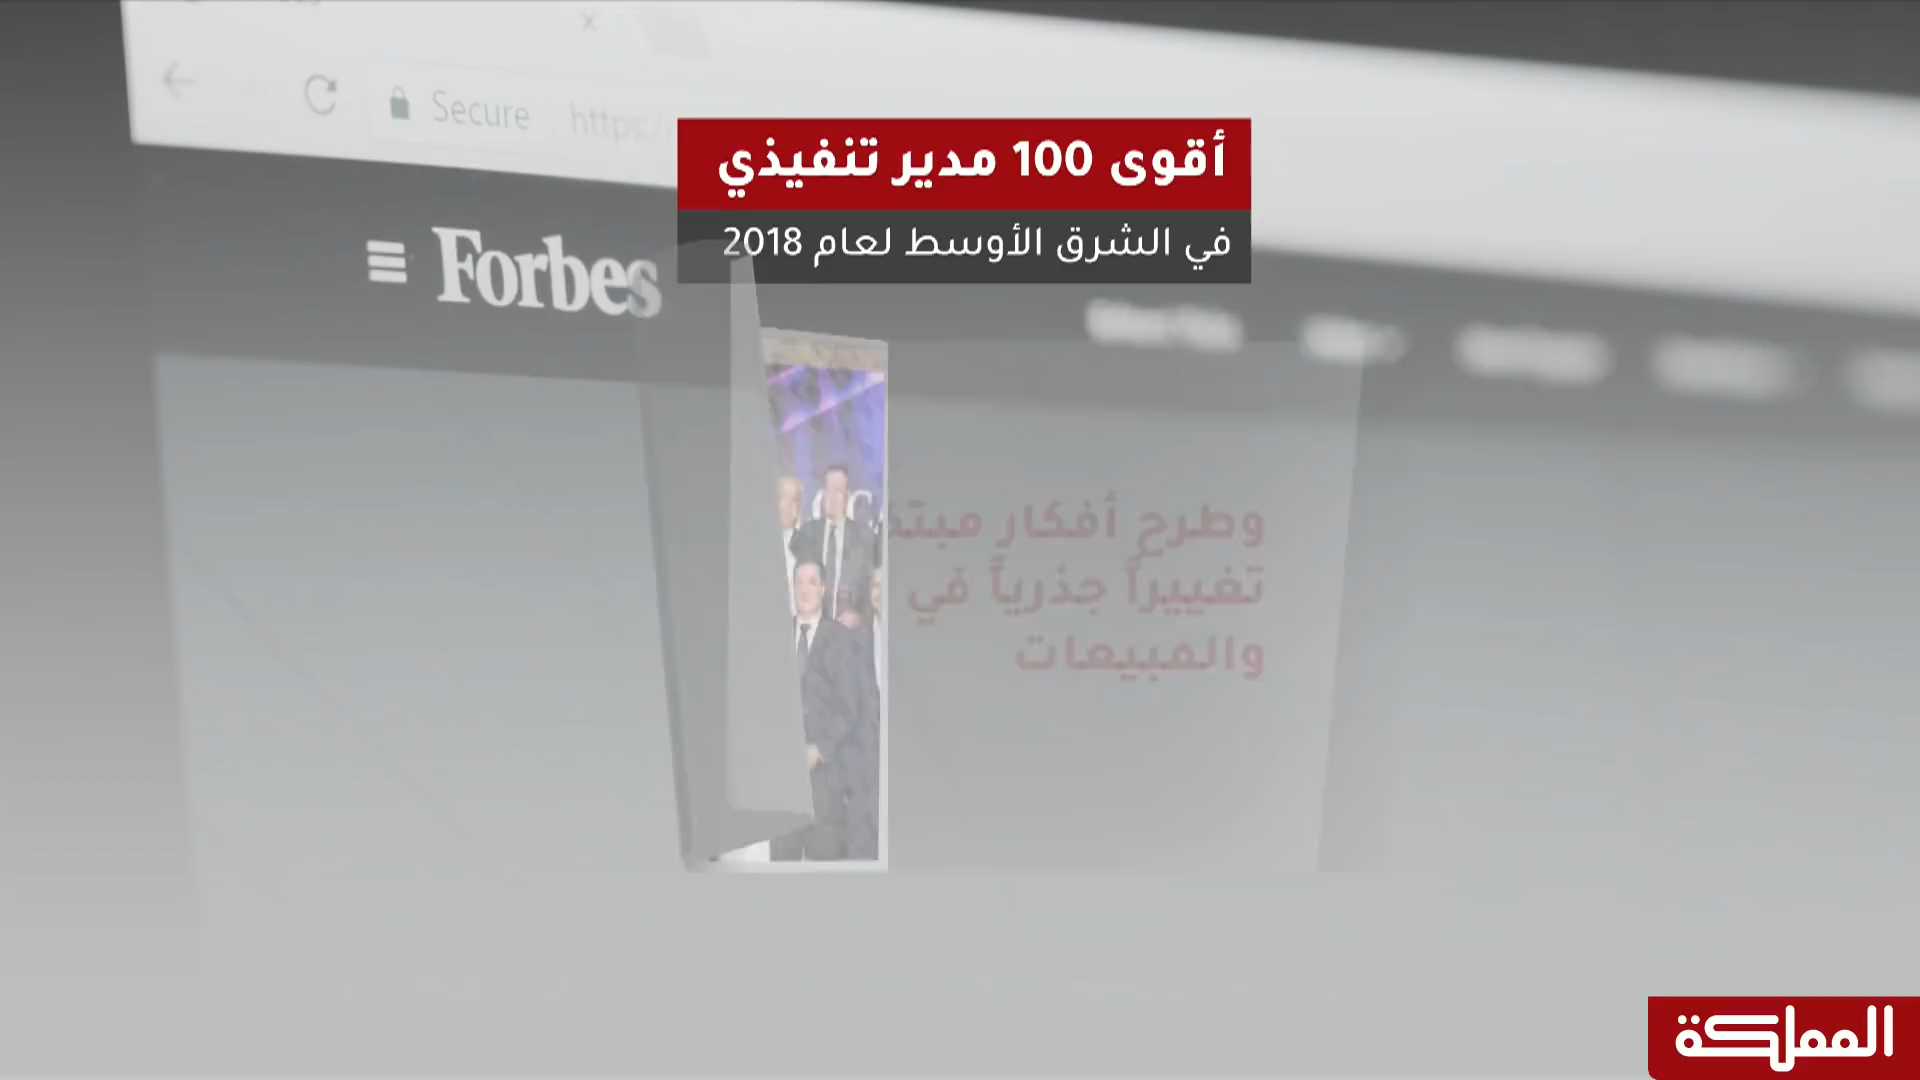 Secure https:/
أقوى 100 مدير تنفيذي
في الشرق الأوسط لعام 2018
Forbes
وطرح أفكار
تغييراً جذرياً في
والمبيعات
المملكة